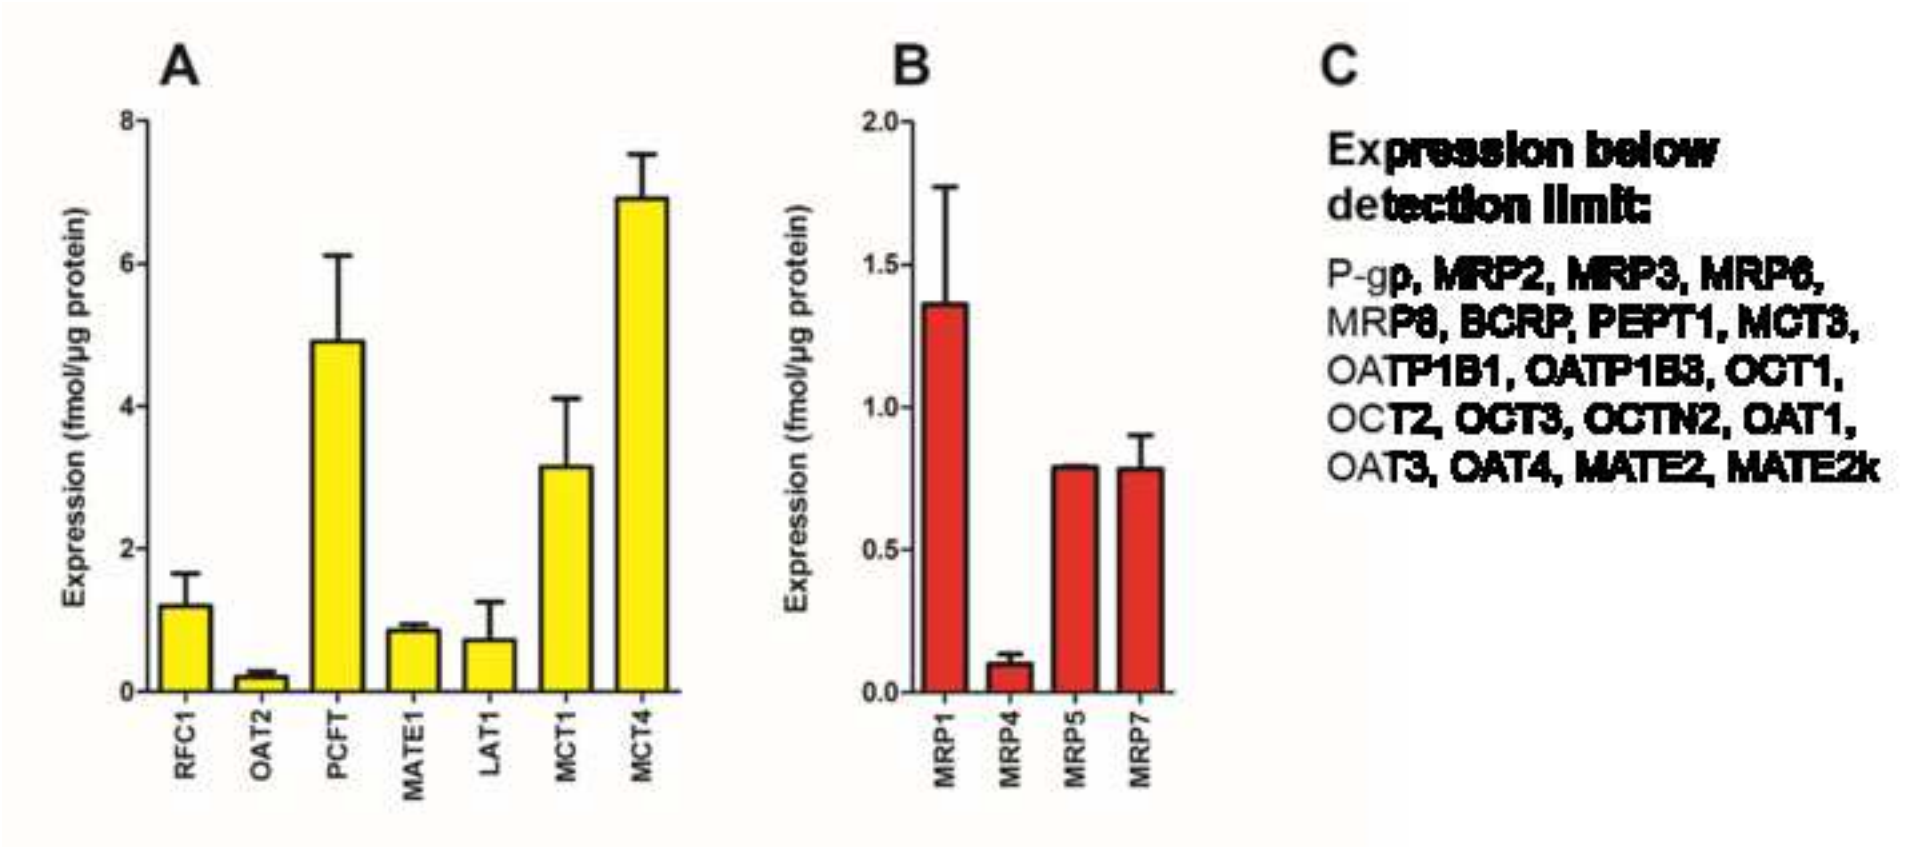 A
8
6
4
2
0
Expression (fmol/µg protein)
RFC1
OAT2
PCFT
MATE1
LAT1
MCT1
MCT4
B
2.0
1.5
1.0
0.5
0.0
Expression (fmol/µg protein)
MRP1
MRP4
MRP5
MRP7
C
Expression below
detection limit:
P-gp, MRP2, MRP3, MRP6,
MRP8, BCRP, PEPT1, MCT3,
OATP1B1, OATP1B3, OCT1,
OCT2, OCT3, OCTN2, OAT1,
OAT3, OAT4, MATE2, MATE2k